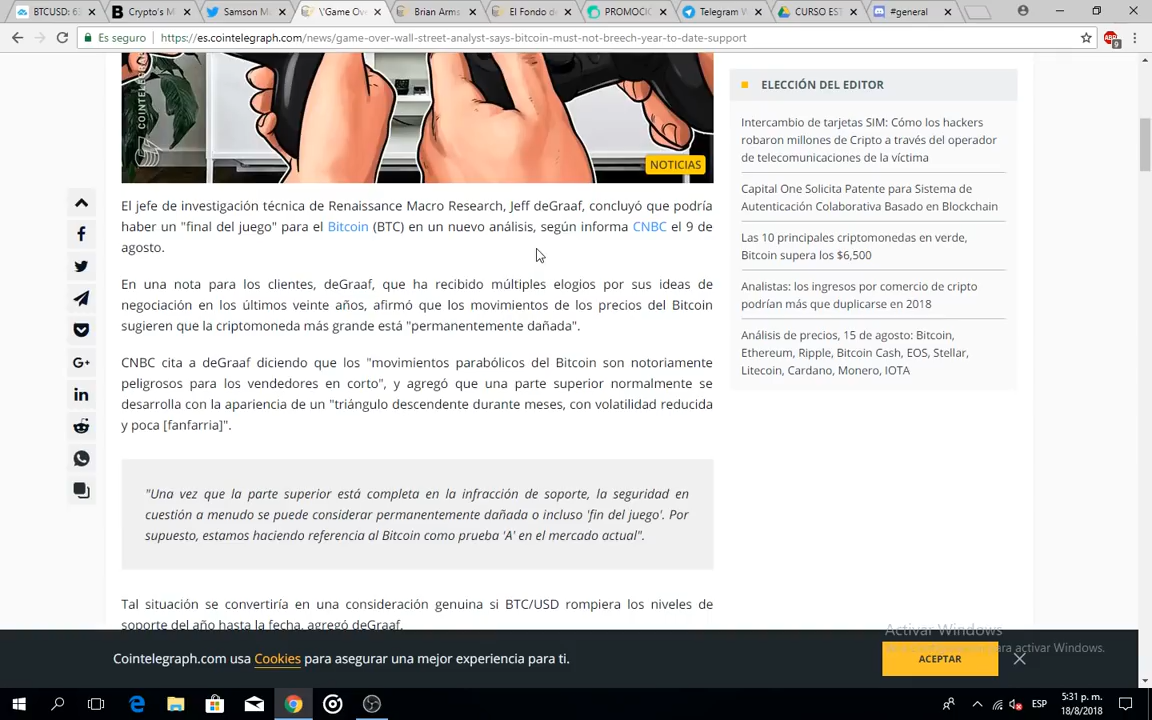 BTCUSD: 6
Crypto's M
Samson M
\'Game Ov
Brian Arms
El Fondo de
PROMOCIO
Telegram W
CURSO EST
#general
Es seguro
https://es.cointelegraph.com/news/game-over-wall-street-analyst-says-bitcoin-must-not-breech-year-to-date-support
COINTELEGRAPH
NOTICIAS
El jefe de investigación técnica de Renaissance Macro Research, Jeff deGraaf, concluyó que podría
haber un "final del juego" para el Bitcoin (BTC) en un nuevo análisis, según informa CNBC el 9 de
agosto.
En una nota para los clientes, deGraaf, que ha recibido múltiples elogios por sus ideas de
negociación en los últimos veinte años, afirmó que los movimientos de los precios del Bitcoin
sugieren que la criptomoneda más grande está "permanentemente dañada".
CNBC cita a deGraaf diciendo que los "movimientos parabólicos del Bitcoin son notoriamente
peligrosos para los vendedores en corto", y agregó que una parte superior normalmente se
desarrolla con la apariencia de un "triángulo descendente durante meses, con volatilidad reducida
y poca [fanfarria]".
"Una vez que la parte superior está completa en la infracción de soporte, la seguridad en
cuestión a menudo se puede considerar permanentemente dañada o incluso 'fin del juego'. Por
supuesto, estamos haciendo referencia al Bitcoin como prueba 'A' en el mercado actual".
Tal situación se convertiría en una consideración genuina si BTC/USD rompiera los niveles de
soporte del año hasta la fecha, agregó deGraaf.
ELECCIÓN DEL EDITOR
Intercambio de tarjetas SIM: Cómo los hackers
robaron millones de Cripto a través del operador
de telecomunicaciones de la víctima
Capital One Solicita Patente para Sistema de
Autenticación Colaborativa Basado en Blockchain
Las 10 principales criptomonedas en verde,
Bitcoin supera los $6,500
Analistas: los ingresos por comercio de cripto
podrían más que duplicarse en 2018
Análisis de precios, 15 de agosto: Bitcoin,
Ethereum, Ripple, Bitcoin Cash, EOS, Stellar,
Litecoin, Cardano, Monero, IOTA
Activar Windows
para activar Windows.
Cointelegraph.com usa Cookies para asegurar una mejor experiencia para ti.
ACEPTAR
ESP
5:31 p. m.
18/8/2018